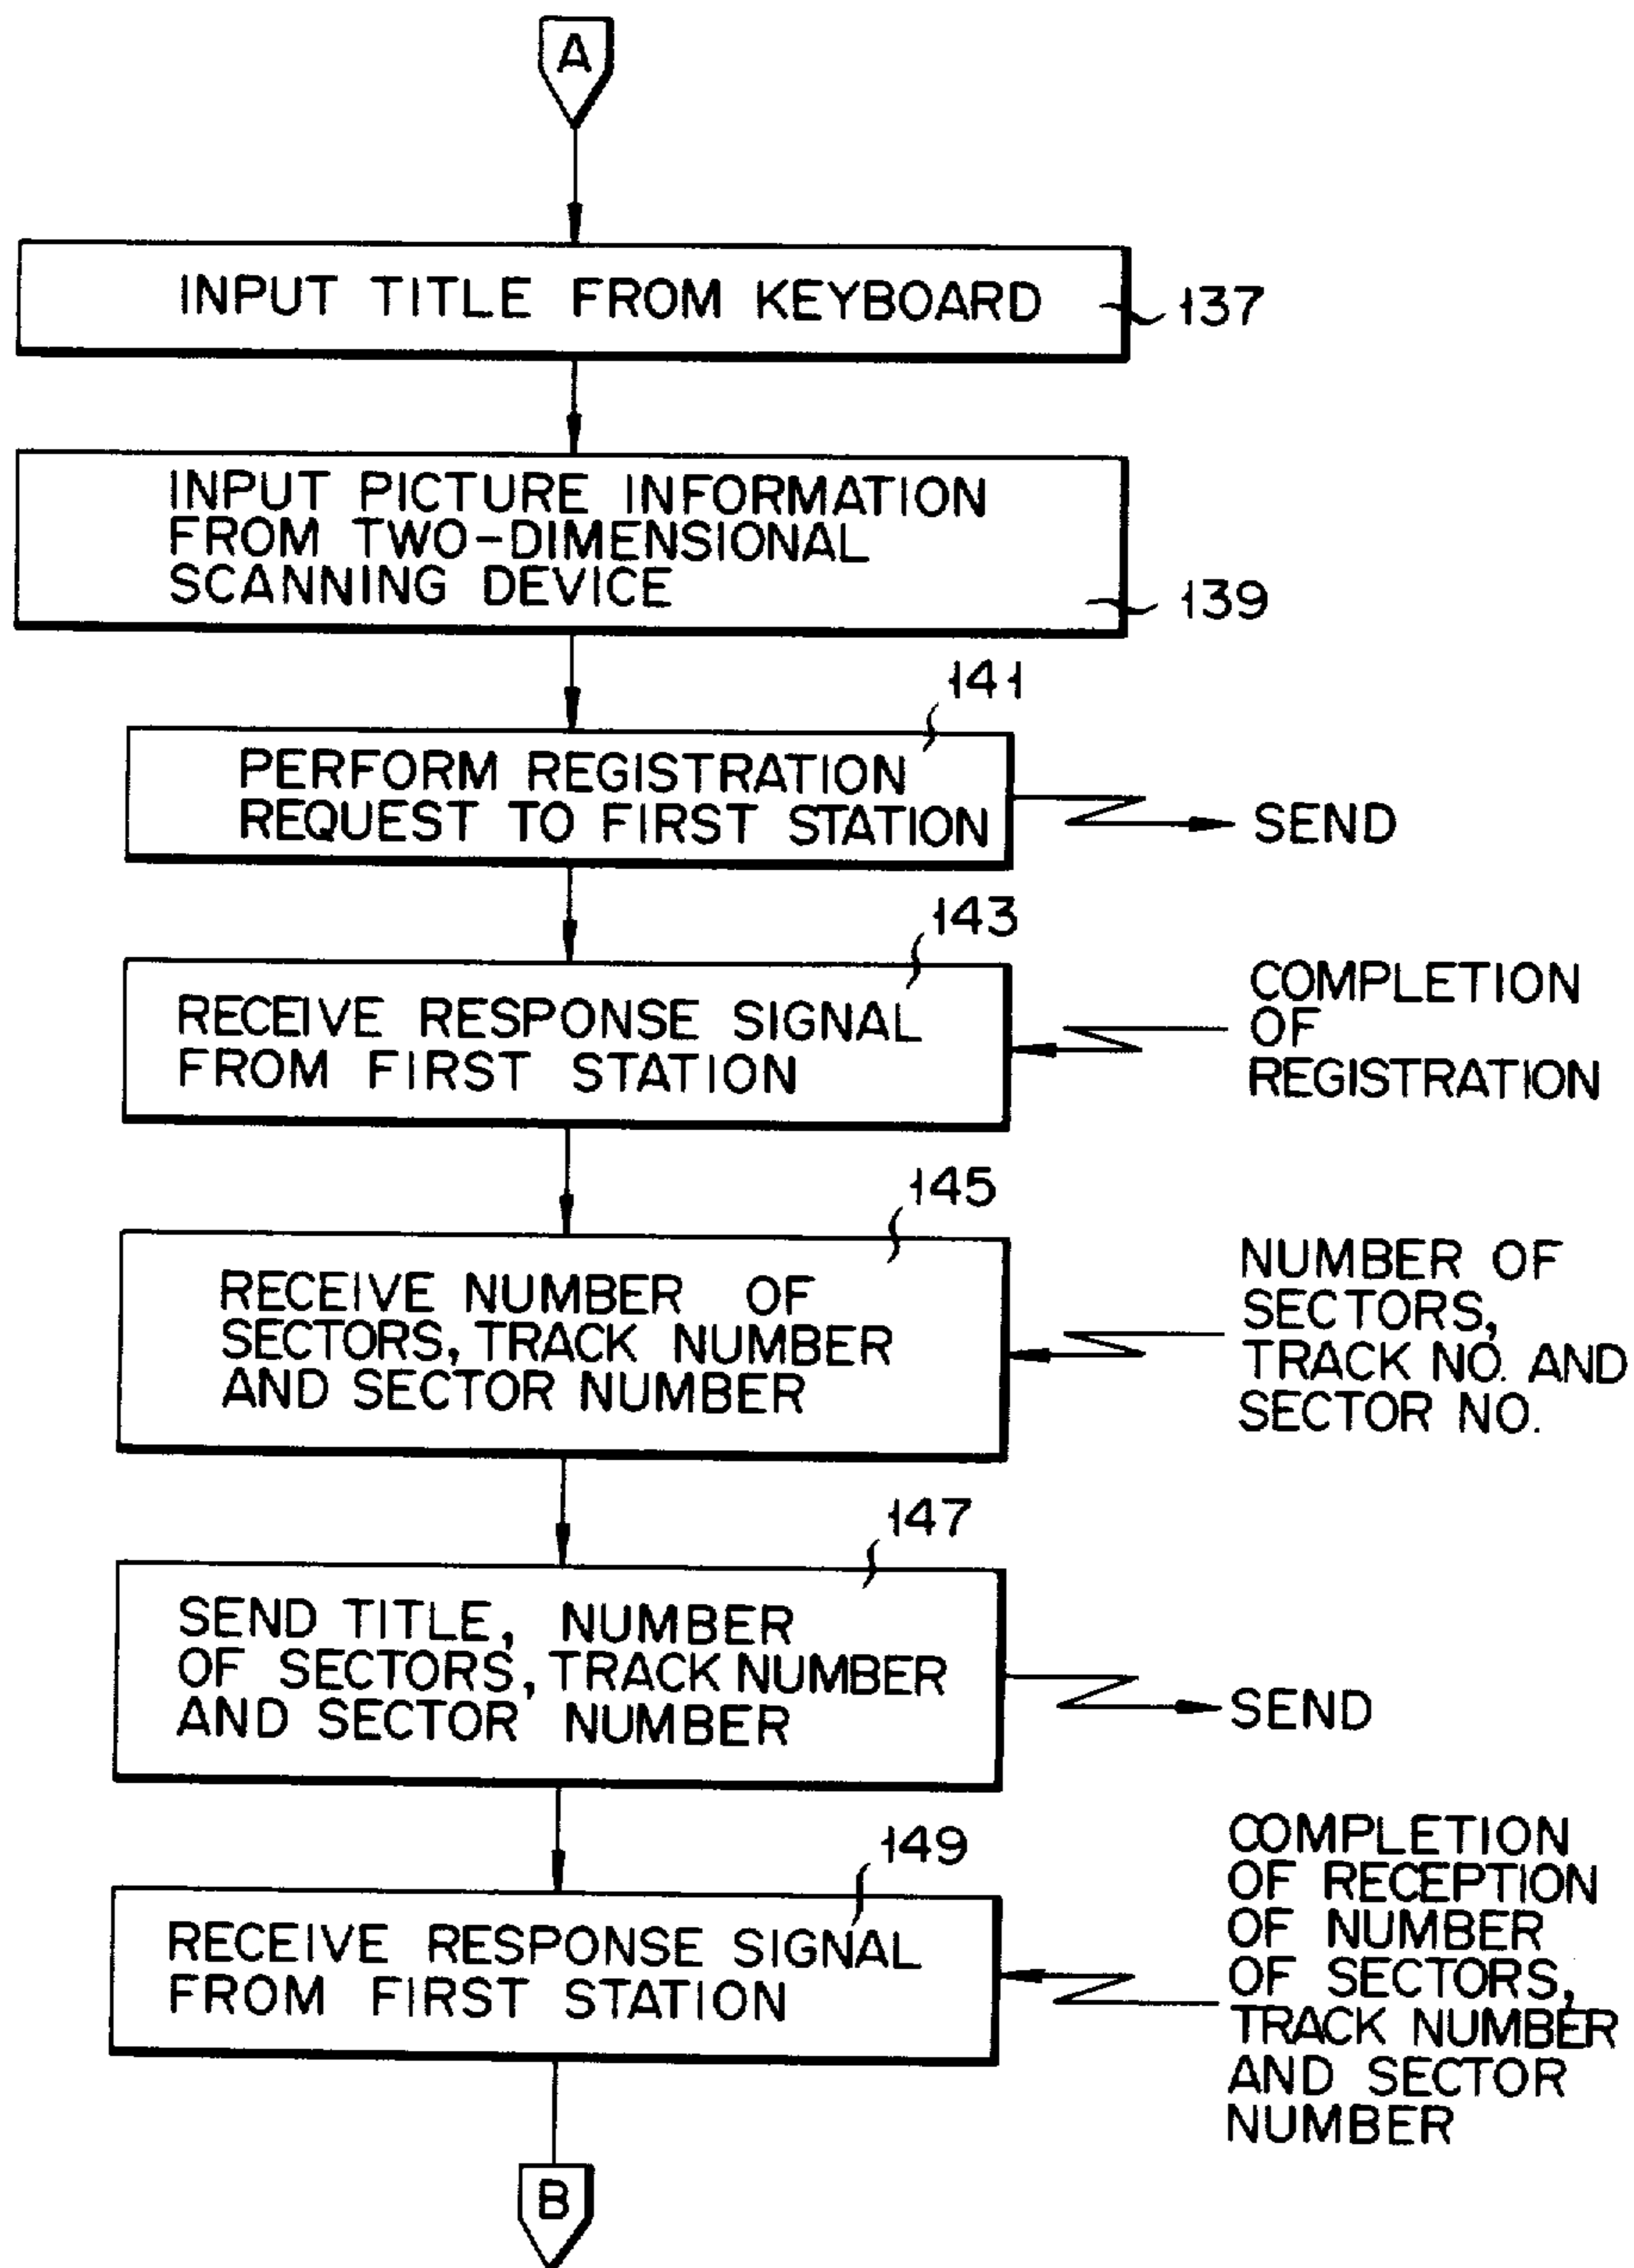 A
INPUT TITLE FROM KEYBOARD
137
INPUT PICTURE INFORMATION
FROM TWO-DIMENSIONAL
SCANNING DEVICE
139
141
PERFORM REGISTRATION
REQUEST TO FIRST STATION
SEND
143
RECEIVE RESPONSE SIGNAL
FROM FIRST STATION
COMPLETION
OF
REGISTRATION
145
RECEIVE NUMBER OF
SECTORS, TRACK NUMBER
AND SECTOR NUMBER
NUMBER OF
SECTORS,
TRACK NO. AND
SECTOR NO.
147
SEND TITLE, NUMBER
OF SECTORS, TRACK NUMBER
AND SECTOR NUMBER
SEND
149
RECEIVE RESPONSE SIGNAL
FROM FIRST STATION
COMPLETION
OF RECEPTION
OF NUMBER
OF SECTORS,
TRACK NUMBER
AND SECTOR
NUMBER
B